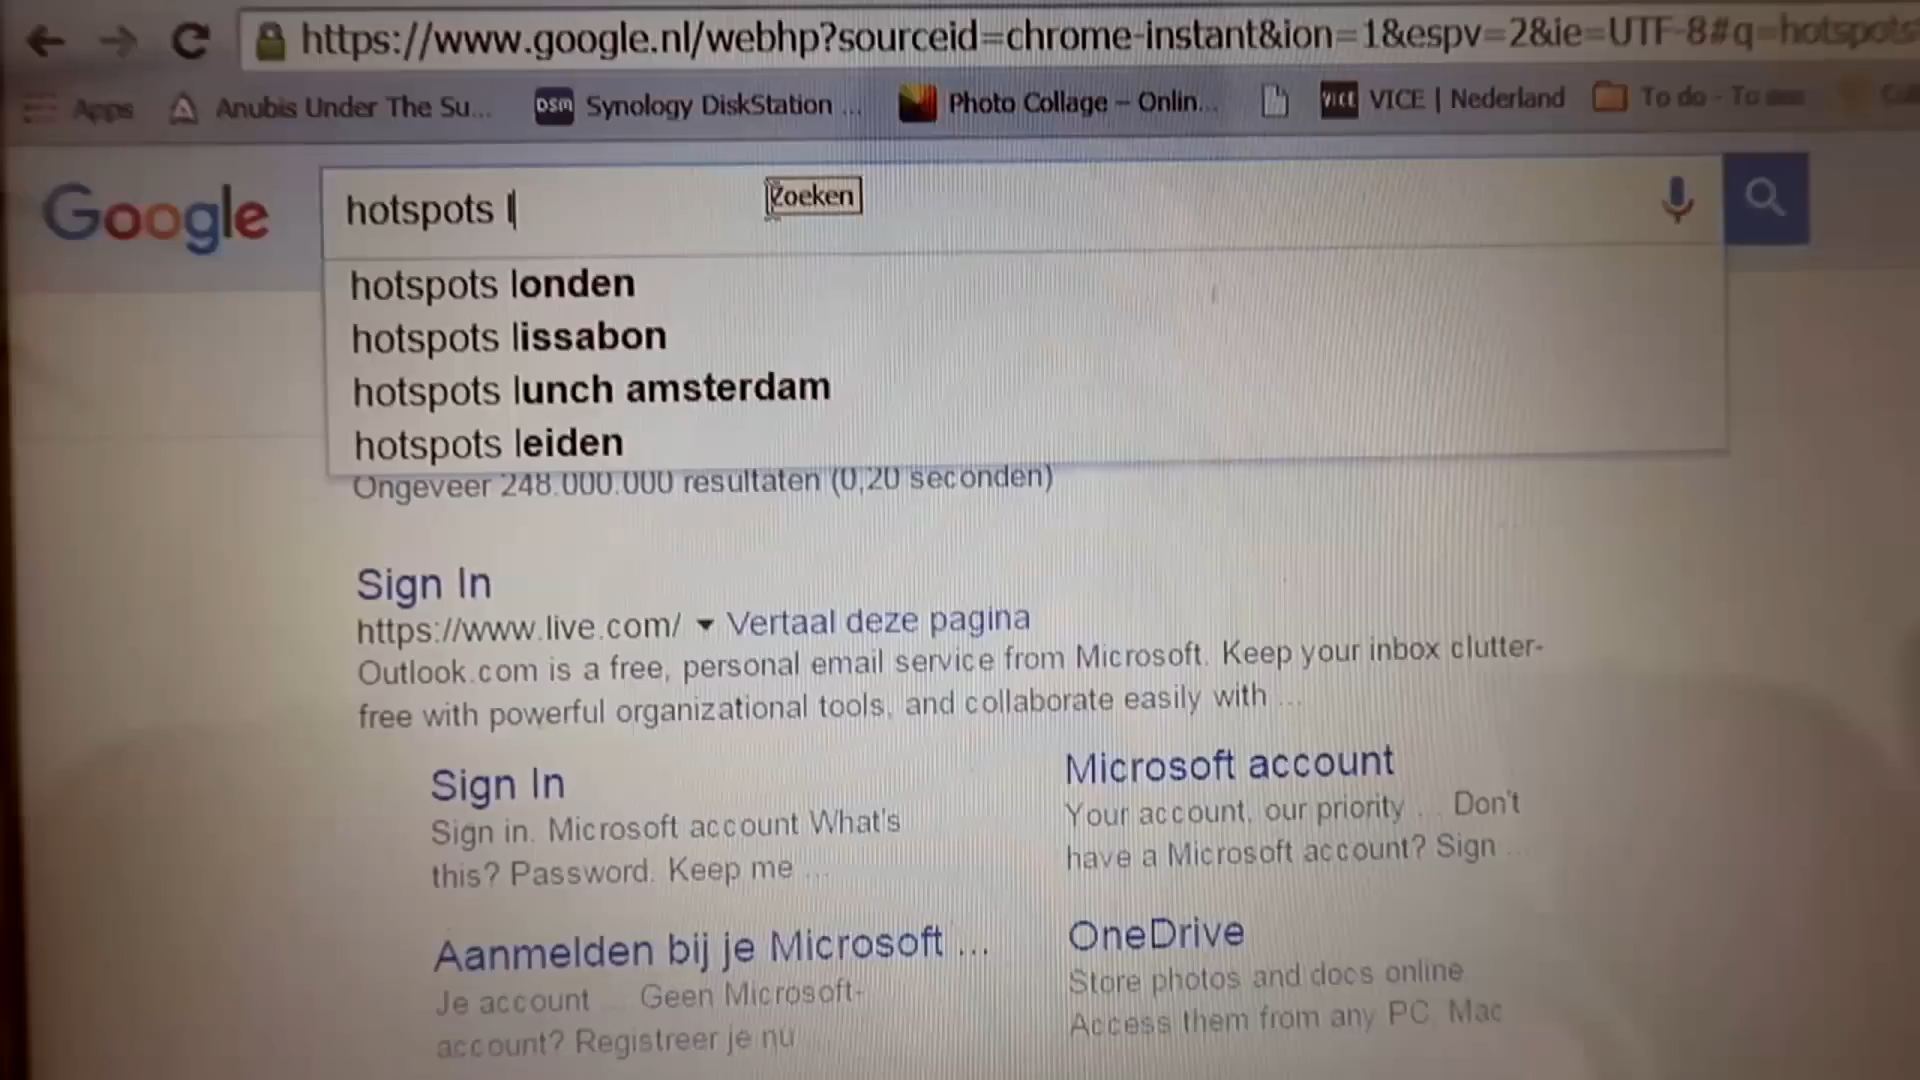 https://www.google.nl/webhp?sourceid=chrome-instant&ion=1&espv=2&ie=UTF-8#q=hotspots
Apps Anubis Under The Su... DSM Synology DiskStation ... Photo Collage – Onlin... VICE VICE | Nederland To do - To
Google hotspots l Zoeken
hotspots londen
hotspots lissabon
hotspots lunch amsterdam
hotspots leiden
Ongeveer 248.000.000 resultaten (0,20 seconden)
Sign In
https://www.live.com/ Vertaal deze pagina
Outlook.com is a free, personal email service from Microsoft. Keep your inbox clutter-
free with powerful organizational tools, and collaborate easily with ...
Sign In
Sign in. Microsoft account What's
this? Password. Keep me ...
Microsoft account
Your account, our priority ... Don't
have a Microsoft account? Sign ...
Aanmelden bij je Microsoft ...
Je account ... Geen Microsoft-
account? Registreer je nu ...
OneDrive
Store photos and docs online
Access them from any PC, Mac